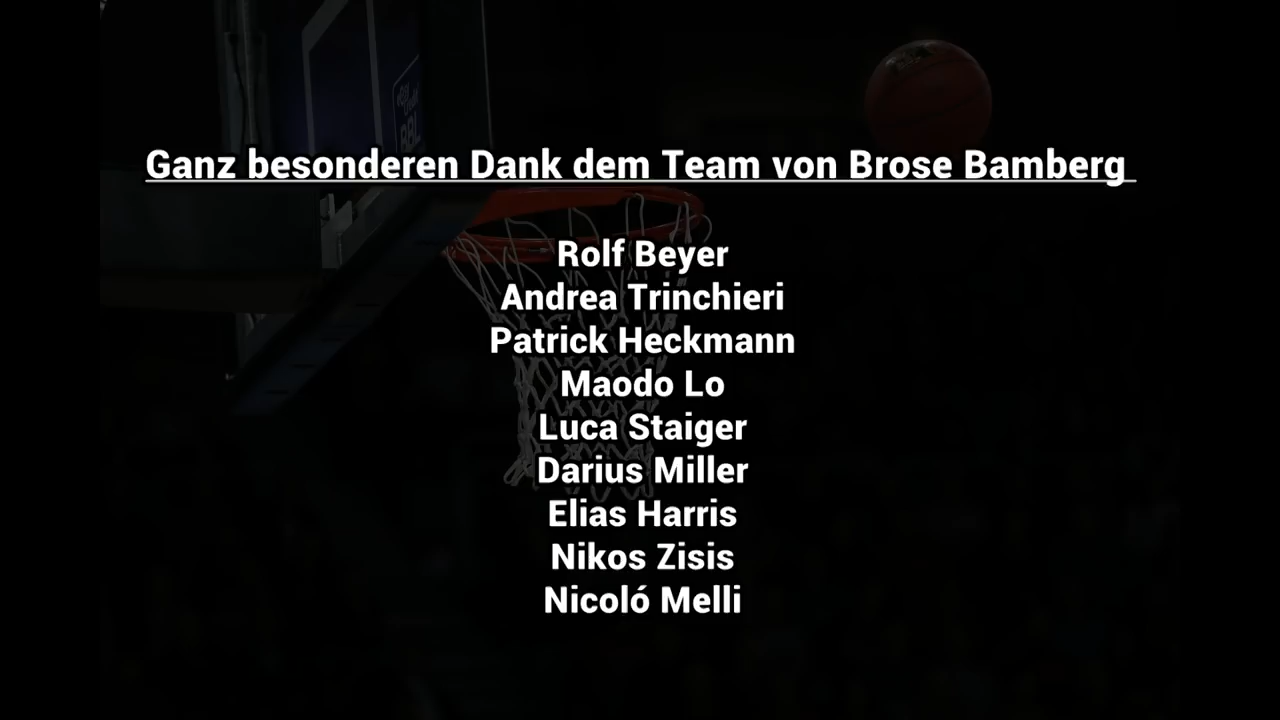 BBL
Ganz besonderen Dank dem Team von Brose Bamberg
Rolf Beyer
Andrea Trinchieri
Patrick Heckmann
Maodo Lo
Luca Staiger
Darius Miller
Elias Harris
Nikos Zisis
Nicoló Melli